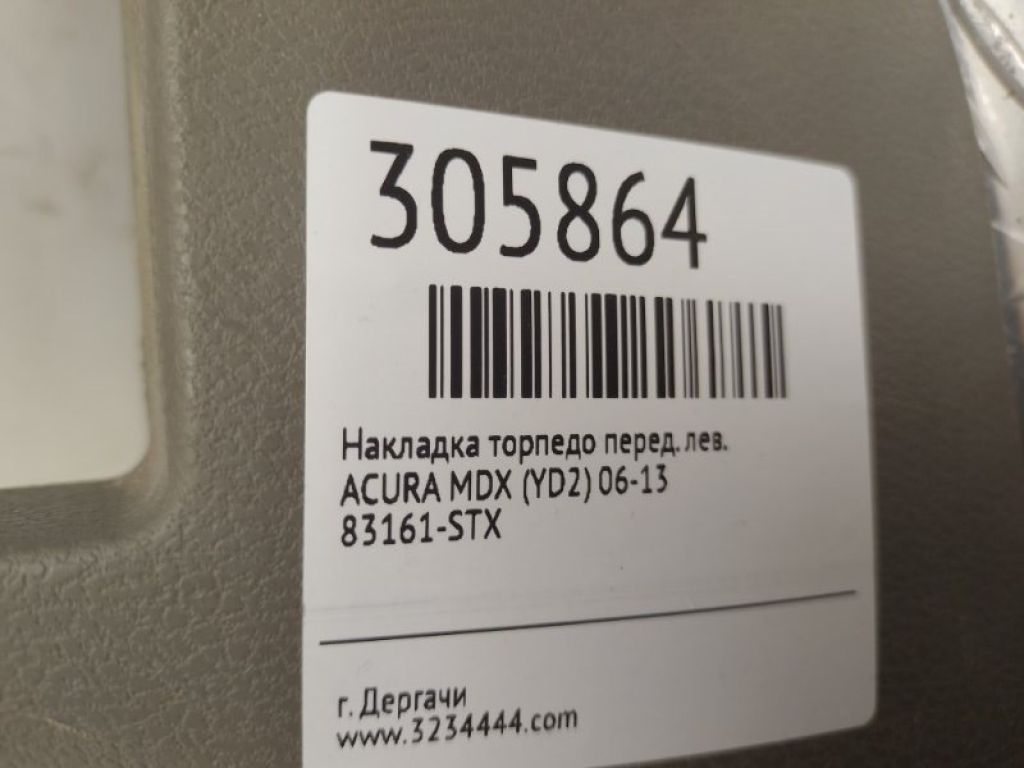 305864
Накладка торпедо перед. лев.
ACURA MDX (YD2) 06-13
83161-STX
г. Дергачи
www.3234444.com